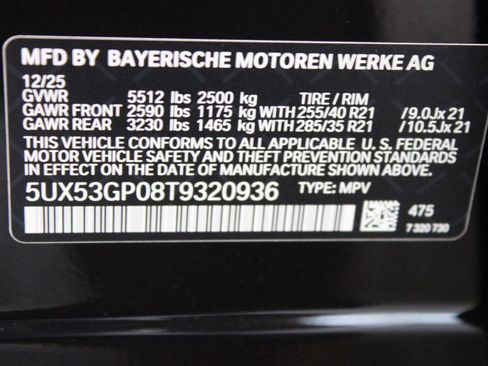 MFD BY BAYERISCHE MOTOREN WERKE AG
12/25
GVWR 5512 lbs 2500 kg TIRE / RIM
GAWR FRONT 2590 lbs 1175 kg WITH 255/40 R21 /9.0Jx 21
GAWR REAR 3230 lbs 1465 kg WITH 285/35 R21 /10.5Jx 21
THIS VEHICLE CONFORMS TO ALL APPLICABLE U. S. FEDERAL
MOTOR VEHICLE SAFETY AND THEFT PREVENTION STANDARDS
IN EFFECT ON THE DATE OF MANUFACTURE SHOWN ABOVE.
5UX53GP08T9320936 TYPE: MPV
475
7 320 730